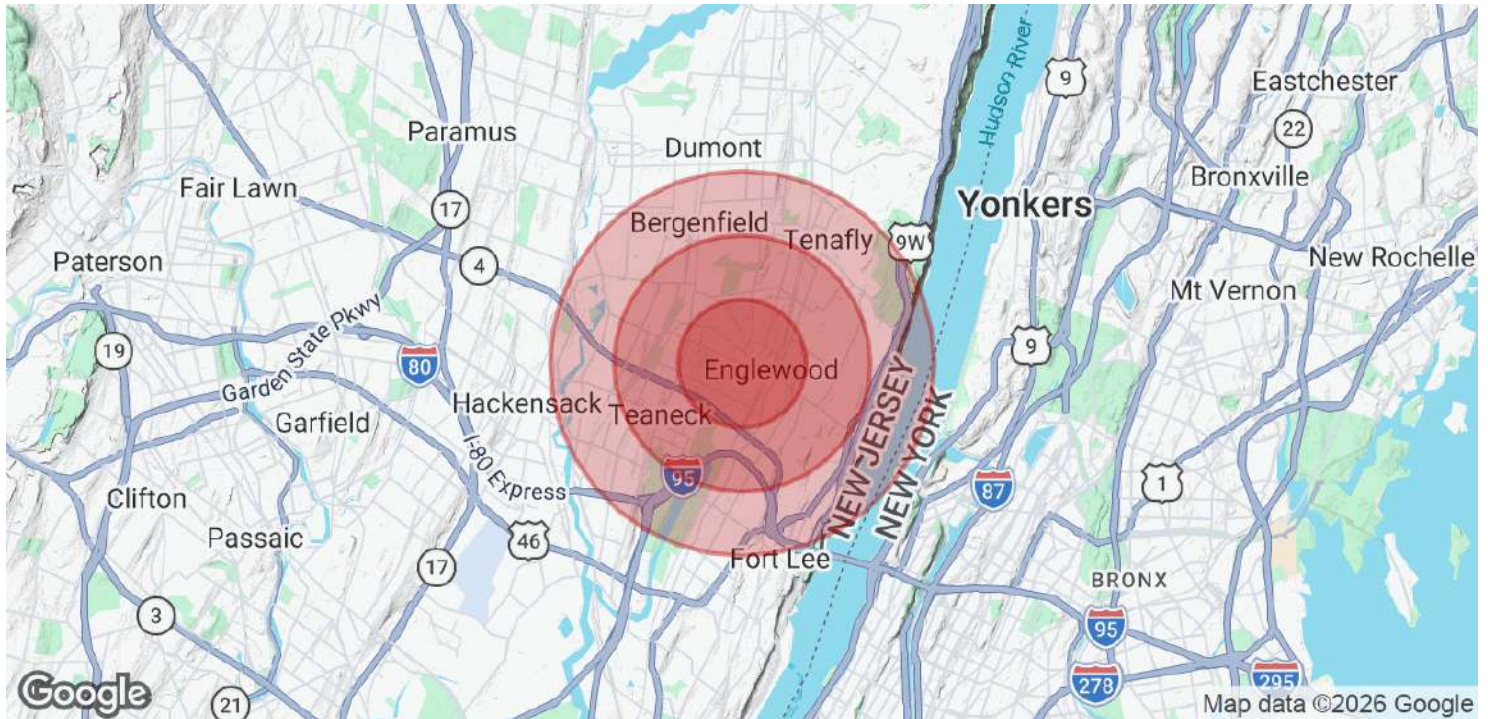 Hudson River
9
Eastchester
22
Paramus
Dumont
Bronxville
Fair Lawn
17
Yonkers
Bergenfield
Tenafly
9W
4
New Rochelle
Paterson
Mt Vernon
19
Garden State Pkwy
80
9
Englewood
Hackensack
Teaneck
NEW JERSEY
NEW YORK
Garfield
I-80 Express
95
87
1
Clifton
Passaic
46
17
Fort Lee
BRONX
3
95
278
295
21
Google
Map data ©2026 Google